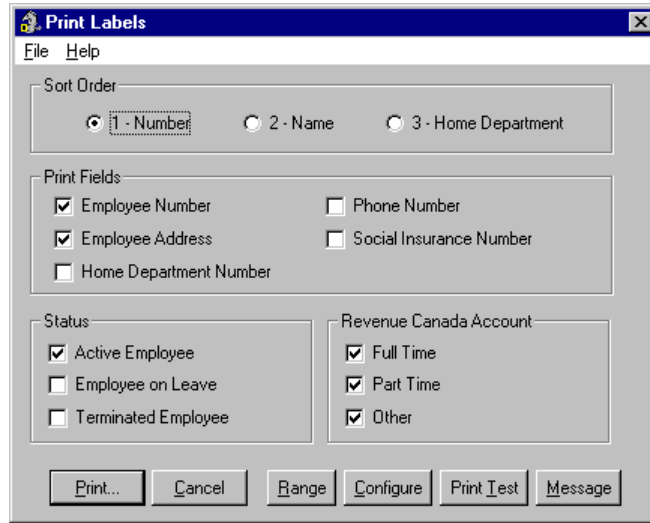 Print Labels
File Help
Sort Order
1 - Number 2 - Name 3 - Home Department
Print Fields
Employee Number Phone Number
Employee Address Social Insurance Number
Home Department Number
Status Revenue Canada Account
Active Employee Full Time
Employee on Leave Part Time
Terminated Employee Other
Print... Cancel Range Configure Print Test Message